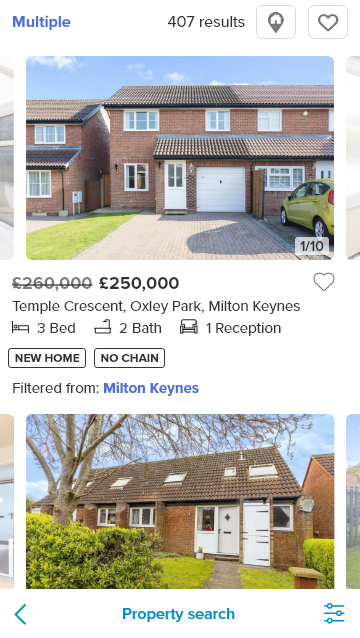 Multiple 407 results
1/10
£260,000 £250,000
Temple Crescent, Oxley Park, Milton Keynes
3 Bed 2 Bath 1 Reception
NEW HOME NO CHAIN
Filtered from: Milton Keynes
Property search